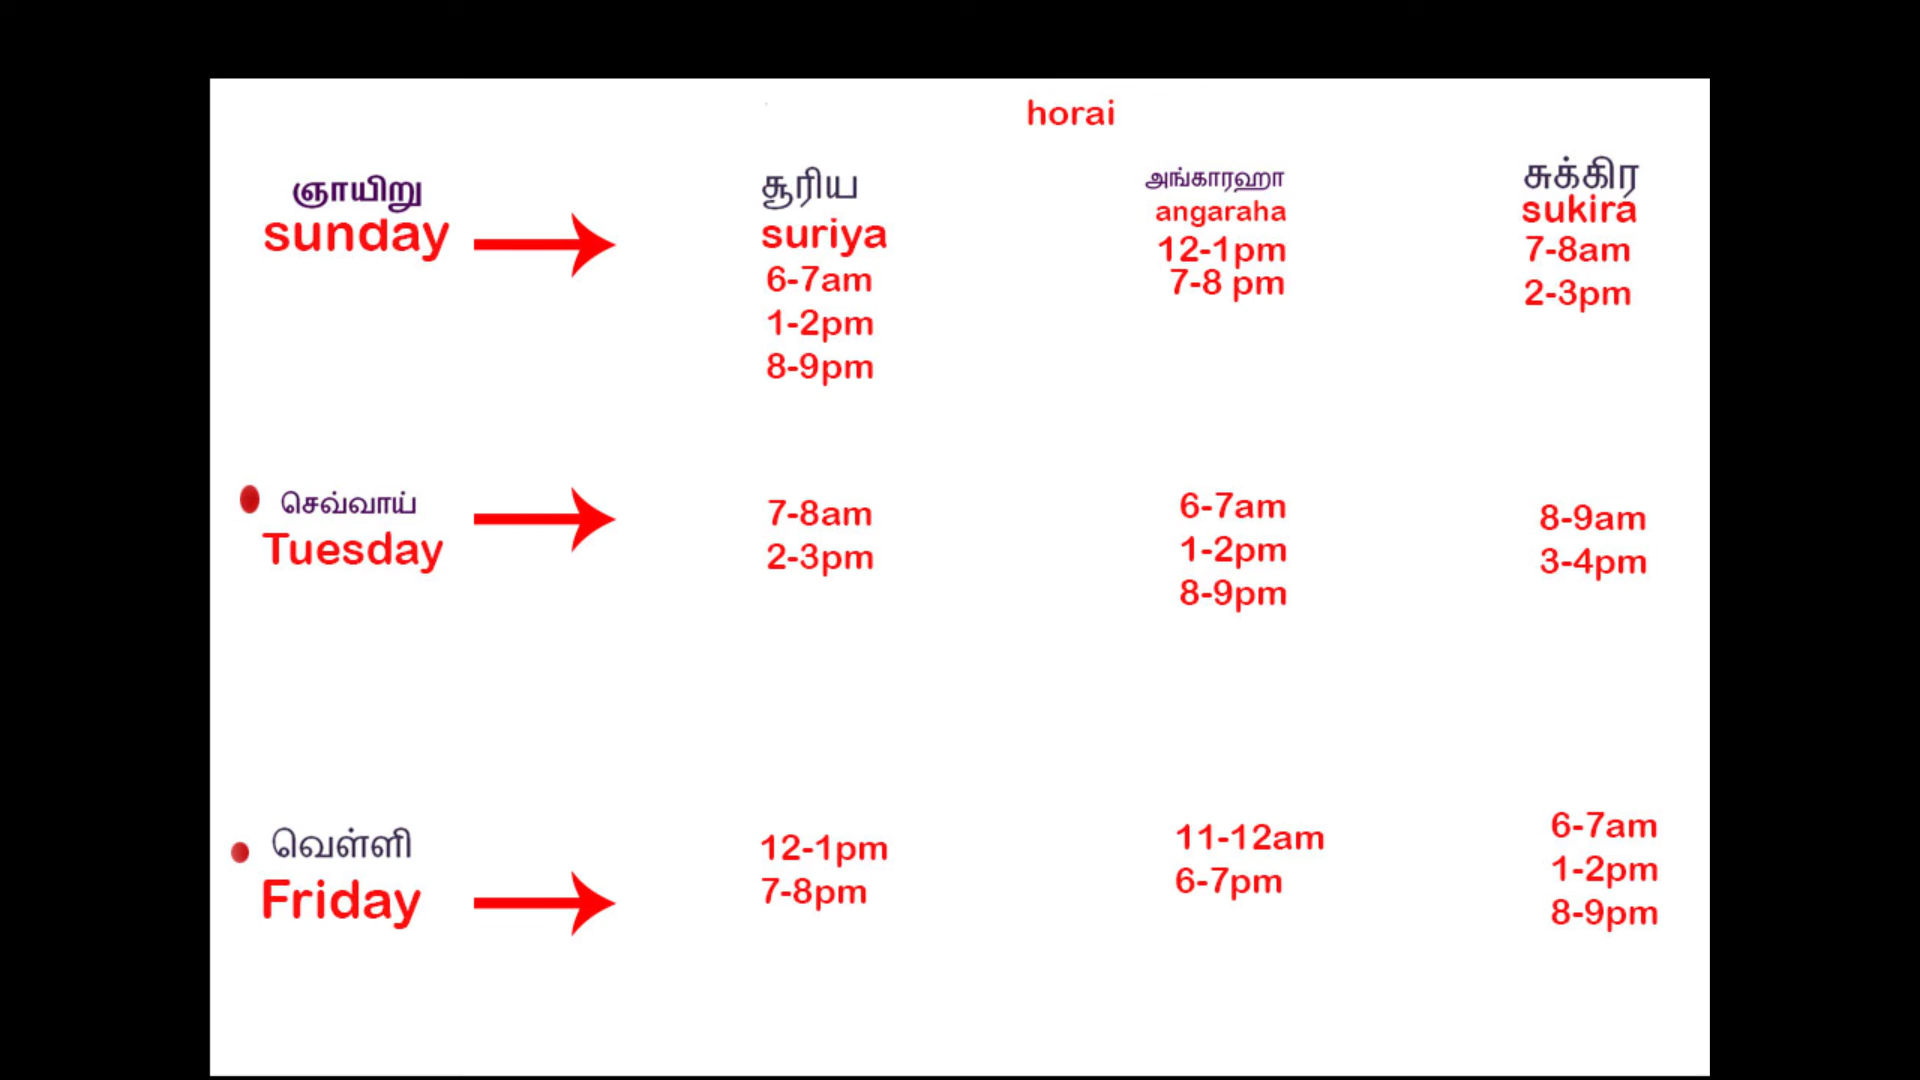 horai
ஞாயிறு
sunday
சூரிய
suriya
6-7am
1-2pm
8-9pm
அங்காரஹா
angaraha
12-1pm
7-8 pm
சுக்கிர
sukira
7-8am
2-3pm
செவ்வாய்
Tuesday
7-8am
2-3pm
6-7am
1-2pm
8-9pm
8-9am
3-4pm
வெள்ளி
Friday
12-1pm
7-8pm
11-12am
6-7pm
6-7am
1-2pm
8-9pm